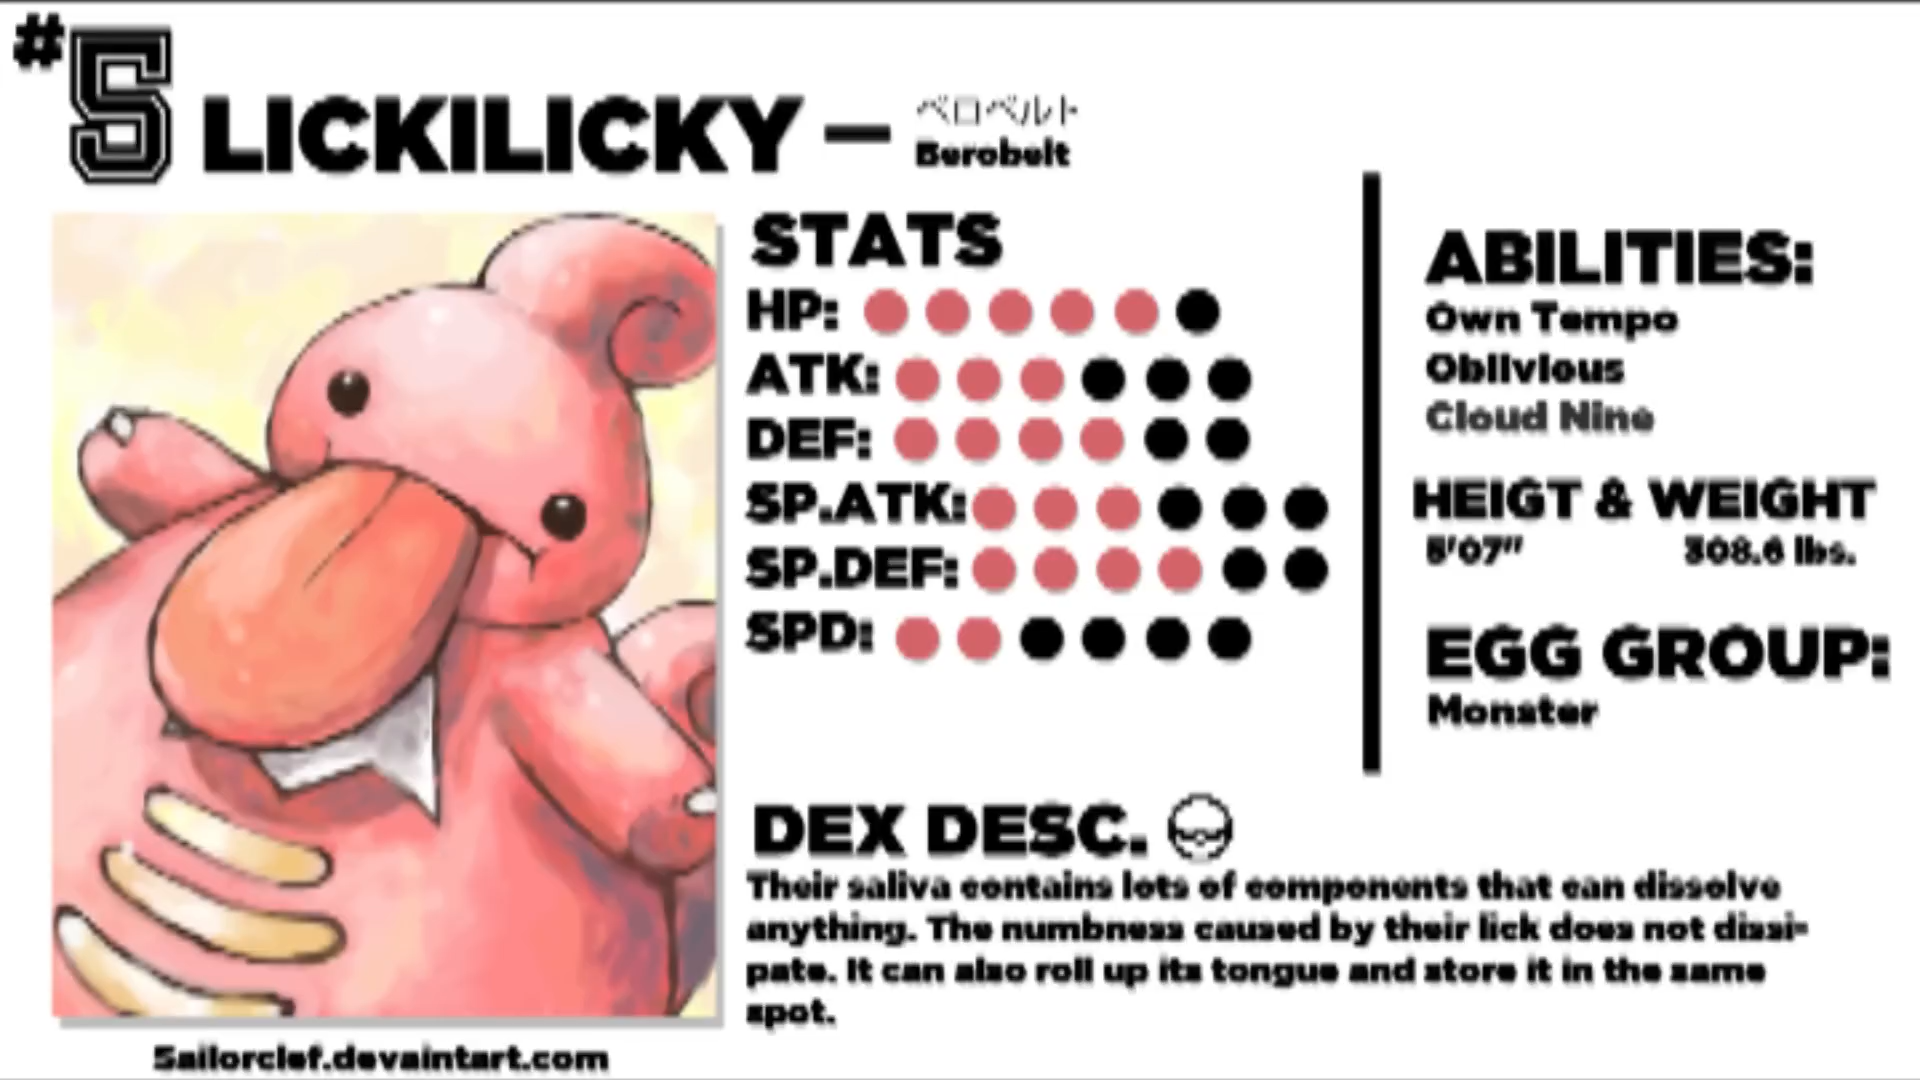 #5 LICKILICKY — ベロベルト
Berobelt
STATS
HP:
ATK:
DEF:
SP.ATK:
SP.DEF:
SPD:
ABILITIES:
Own Tempo
Oblivious
Cloud Nine
HEIGT & WEIGHT
5'07" 308.6 lbs.
EGG GROUP:
Monster
DEX DESC.
Their saliva contains lots of components that can dissolve
anything. The numbness caused by their lick does not dissi-
pate. It can also roll up its tongue and store it in the same
spot.
Sailorclef.devaintart.com